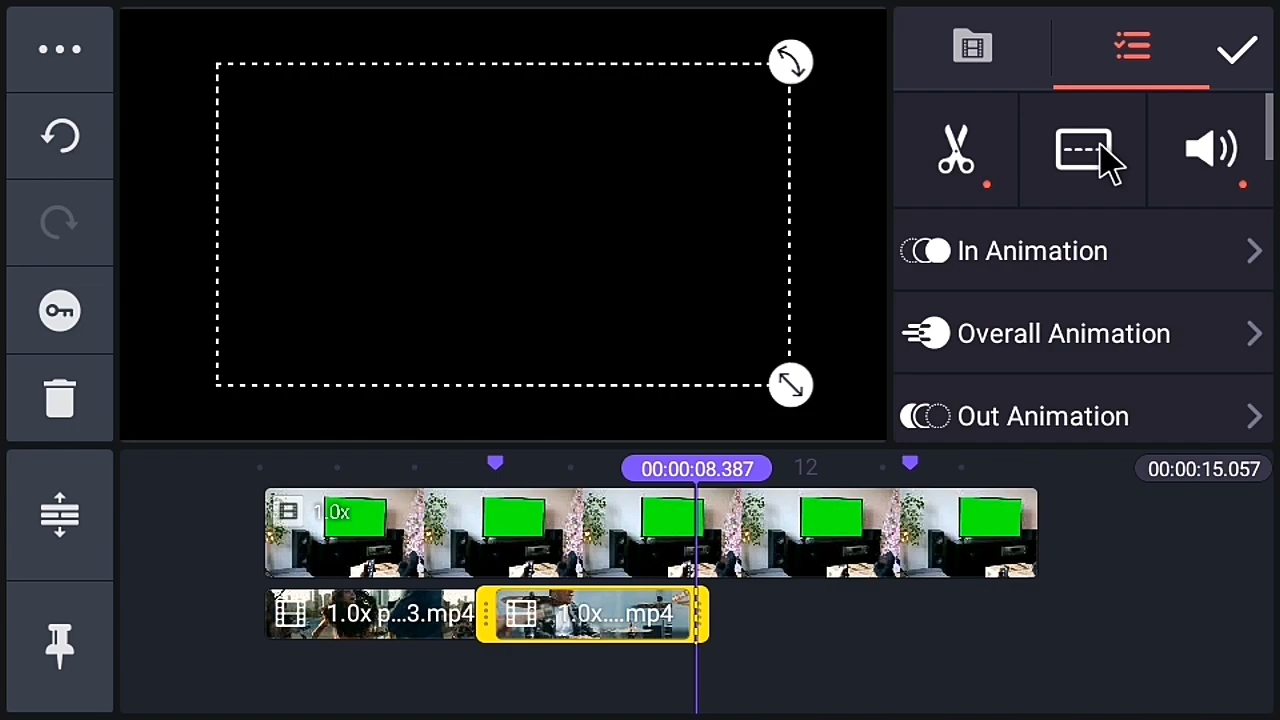 In Animation
Overall Animation
Out Animation
00:00:08.387
12
00:00:15.057
1.0x
1.0x p...3.mp4
1.0x....mp4